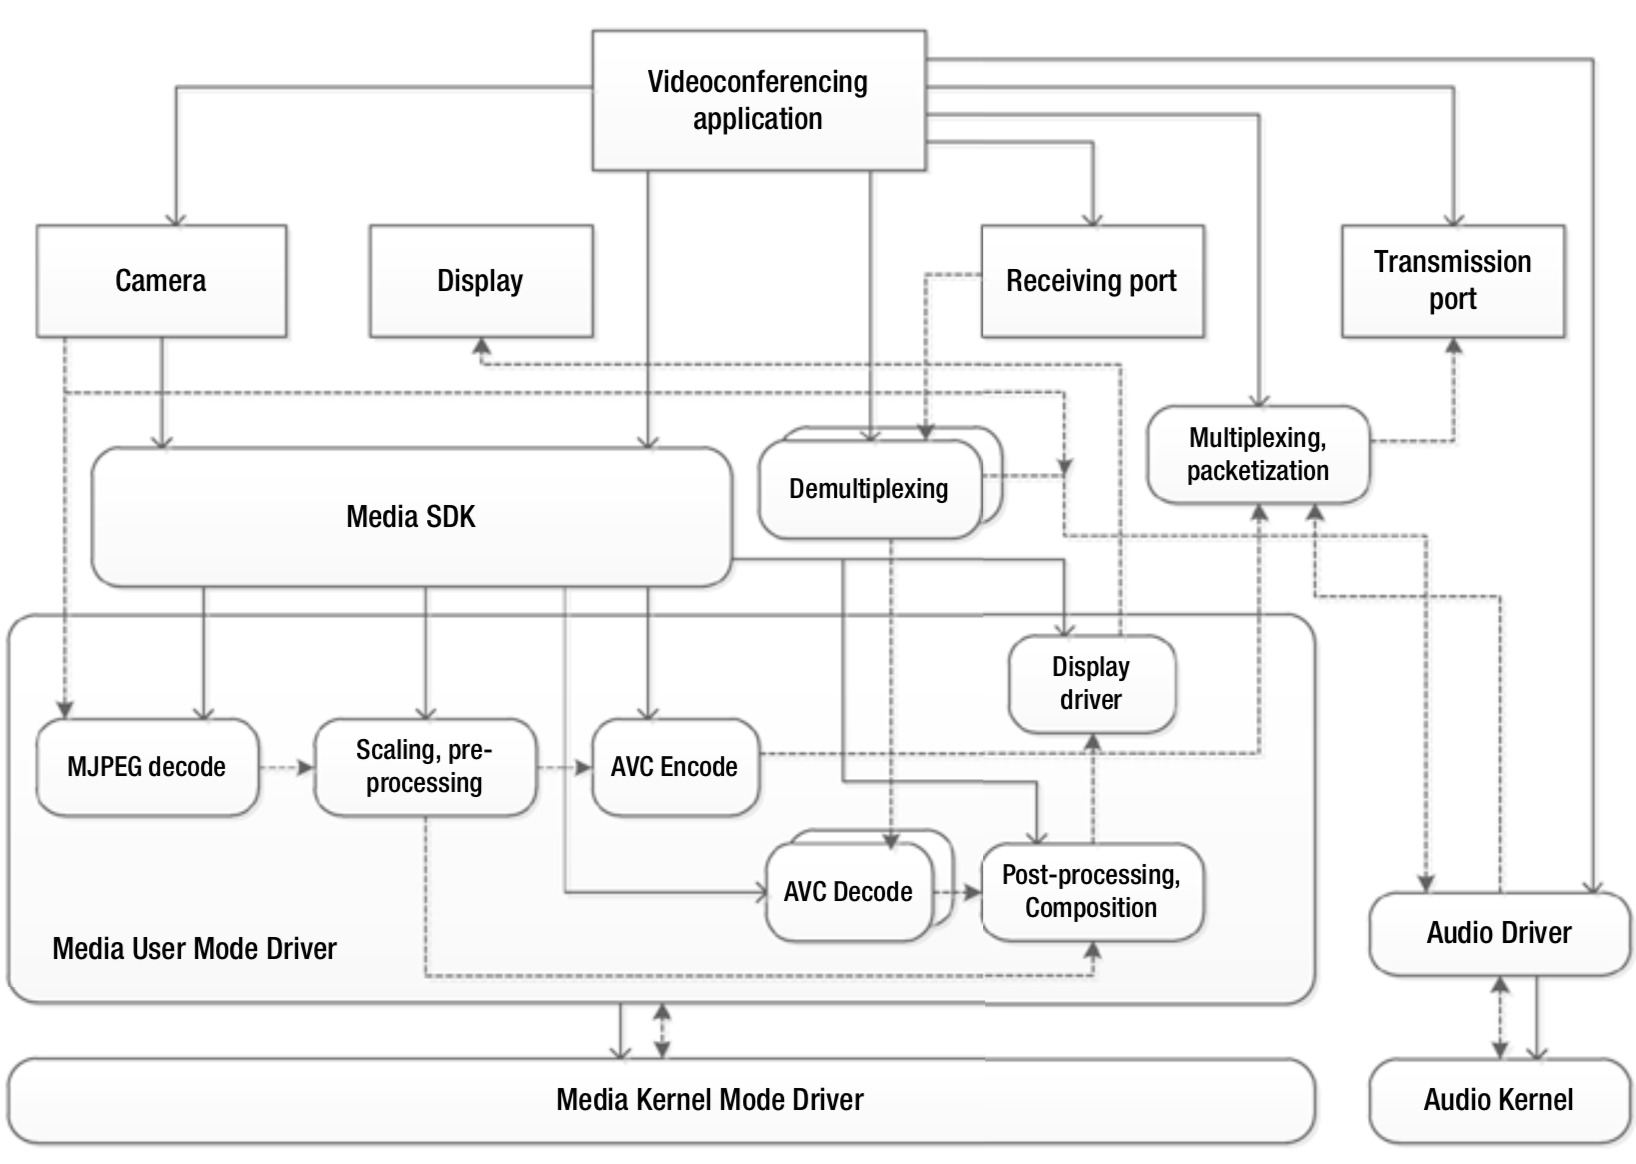 Videoconferencing
application
Camera
Display
Receiving port
Transmission
port
Multiplexing,
packetization
Demultiplexing
Media SDK
Display
driver
MJPEG decode
Scaling, pre-
processing
AVC Encode
AVC Decode
Post-processing,
Composition
Media User Mode Driver
Audio Driver
Media Kernel Mode Driver
Audio Kernel